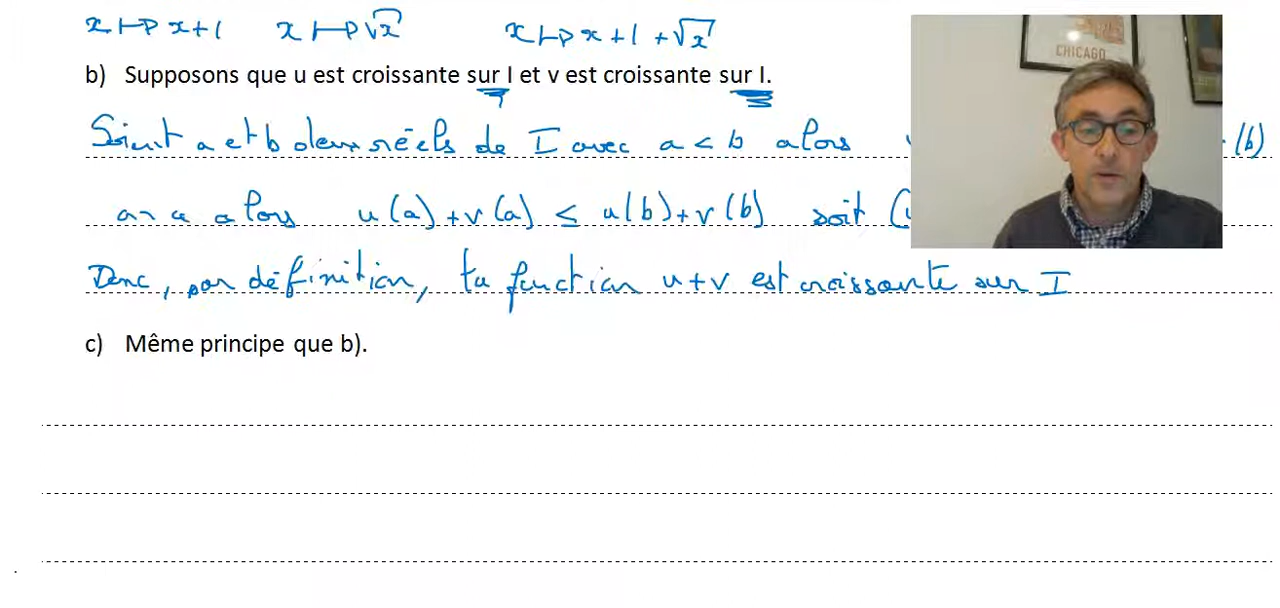 x ↦ x+1 x ↦ √x x ↦ x+1+√x
CHICAGO
b) Supposons que u est croissante sur I et v est croissante sur I.
Soient a et b deux réels de I avec a < b alors (b)
on a alors u(a)+v(a) ≤ u(b)+v(b) soit (
Donc, par définition, la fonction u+v est croissante sur I
c) Même principe que b).